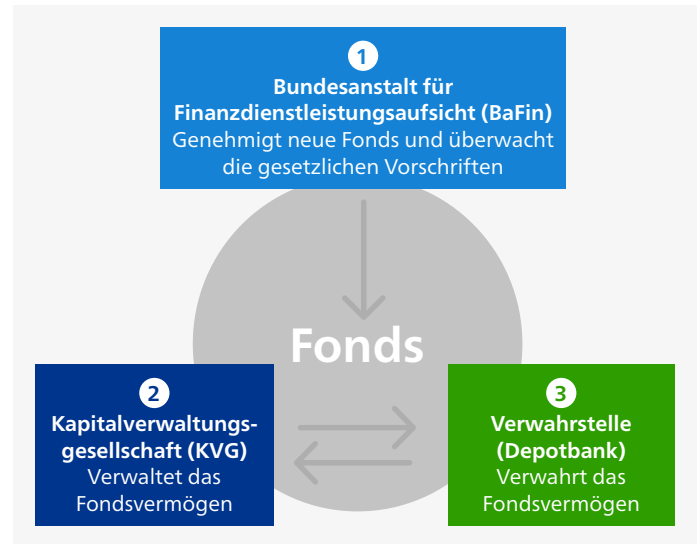 1
Bundesanstalt für
Finanzdienstleistungsaufsicht (BaFin)
Genehmigt neue Fonds und überwacht
die gesetzlichen Vorschriften
Fonds
2
Kapitalverwaltungs-
gesellschaft (KVG)
Verwaltet das
Fondsvermögen
3
Verwahrstelle
(Depotbank)
Verwahrt das
Fondsvermögen